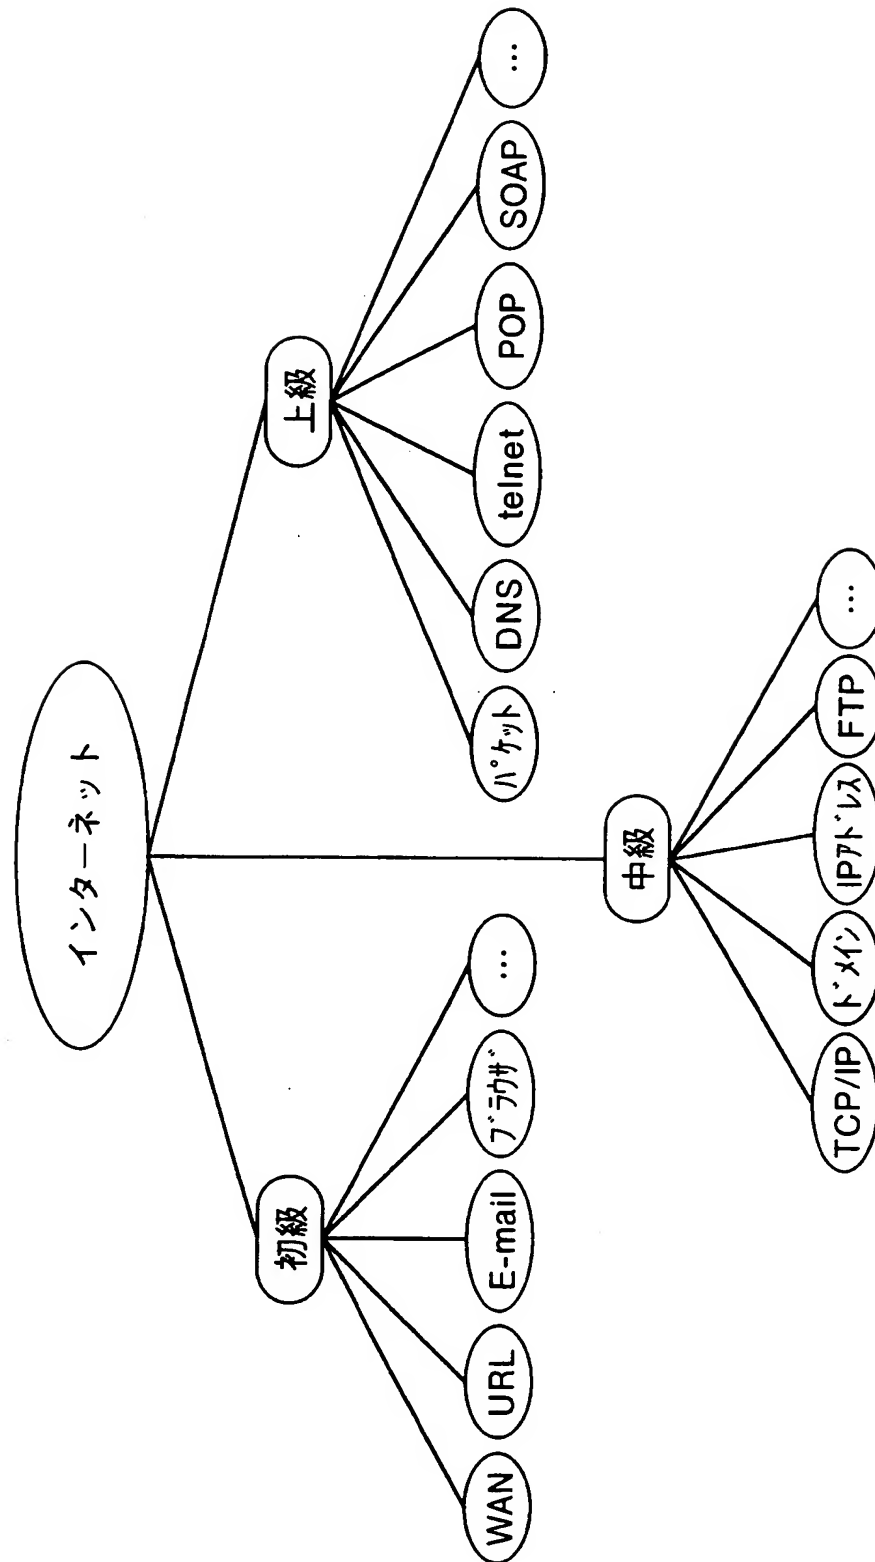 インターネット
初級
上級
WAN
URL
E-mail
ﾌﾞﾗｳｻﾞ
…
ﾊﾟｹｯﾄ
DNS
telnet
POP
SOAP
…
中級
TCP/IP
ﾄﾞﾒｲﾝ
IPｱﾄﾞﾚｽ
FTP
…